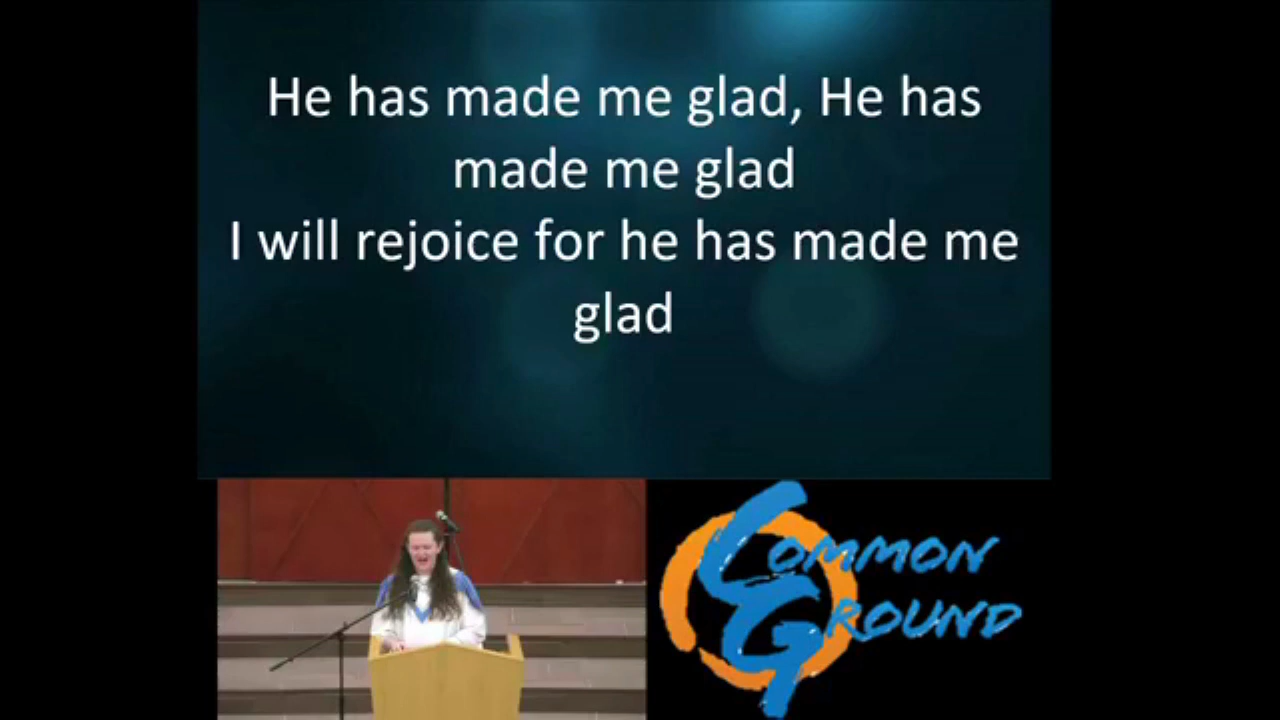 He has made me glad, He has
made me glad
I will rejoice for he has made me
glad
COMMON
GROUND